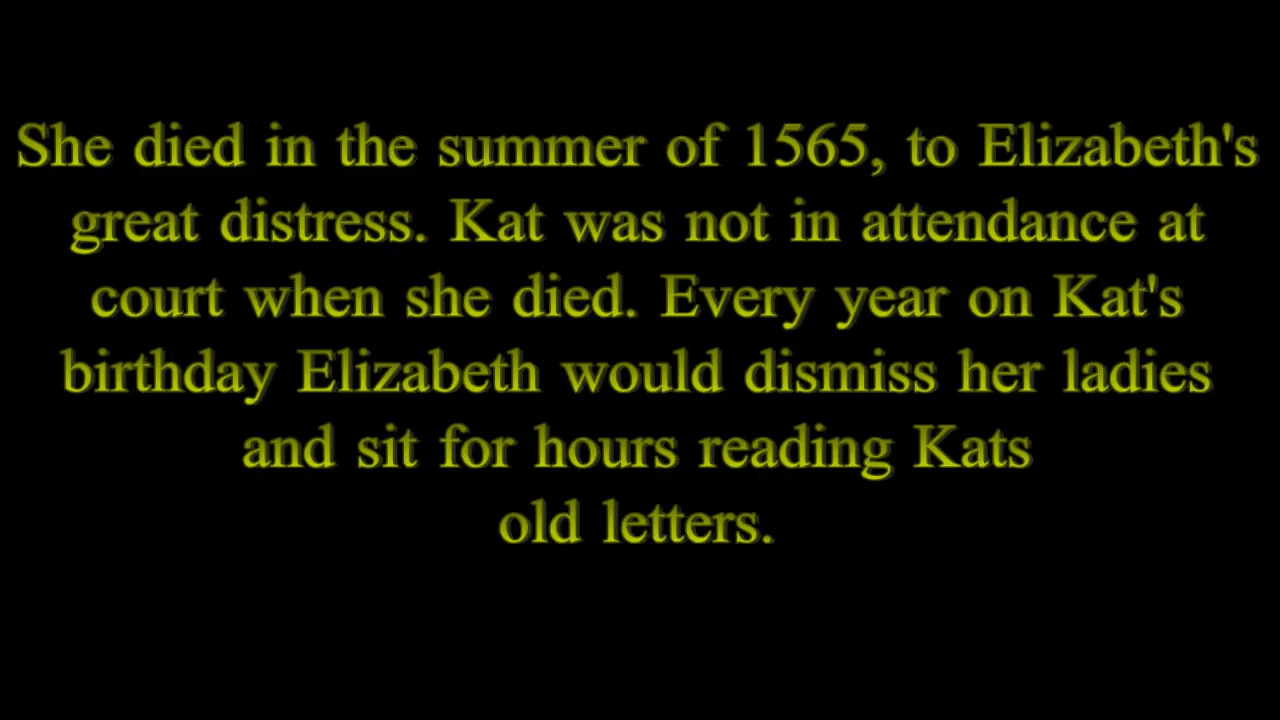 She died in the summer of 1565, to Elizabeth's
great distress. Kat was not in attendance at
court when she died. Every year on Kat's
birthday Elizabeth would dismiss her ladies
and sit for hours reading Kats
old letters.